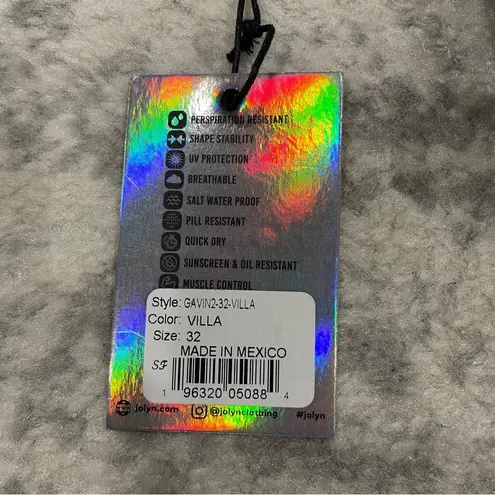 PERSPIRATION RESISTANT
SHAPE STABILITY
UV PROTECTION
BREATHABLE
SALT WATER PROOF
PILL RESISTANT
QUICK DRY
SUNSCREEN & OIL RESISTANT
MUSCLE CONTROL
Style: GAVIN2-32-VILLA
Color: VILLA
Size: 32
MADE IN MEXICO
SF
1 96320 05088 4
jolyn.com @jolynclothing #jolyn